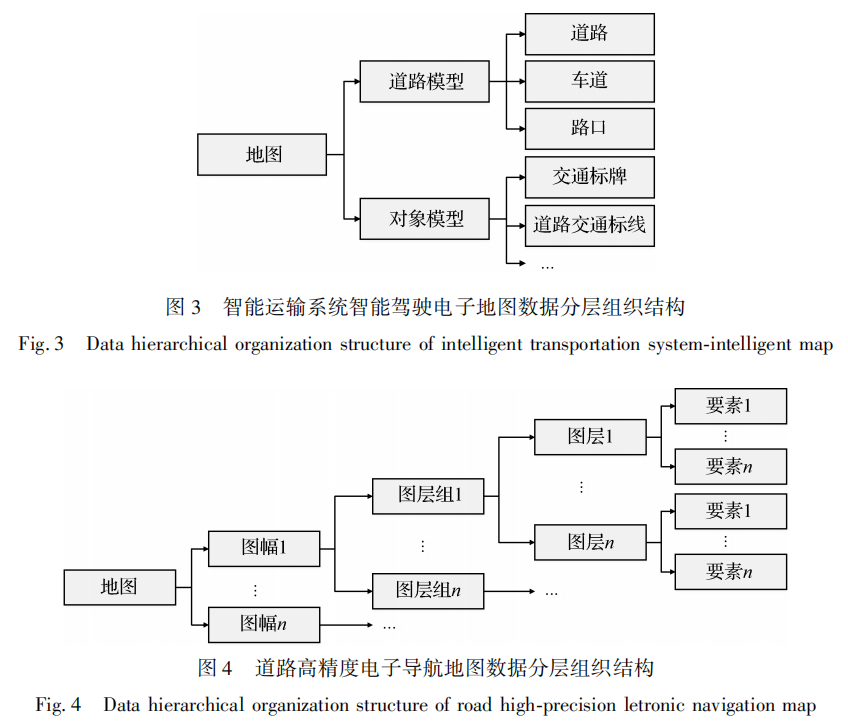 道路
道路模型
车道
路口
地图
交通标牌
对象模型
道路交通标线
...
图 3 智能运输系统智能驾驶电子地图数据分层组织结构
Fig. 3 Data hierarchical organization structure of intelligent transportation system-intelligent map
要素1
图层1
⋮
要素n
图层组1
⋮
要素1
图幅1
⋮
图层n
⋮
地图
⋮
图层组n
...
要素n
图幅n
...
图 4 道路高精度电子导航地图数据分层组织结构
Fig. 4 Data hierarchical organization structure of road high-precision letronic navigation map